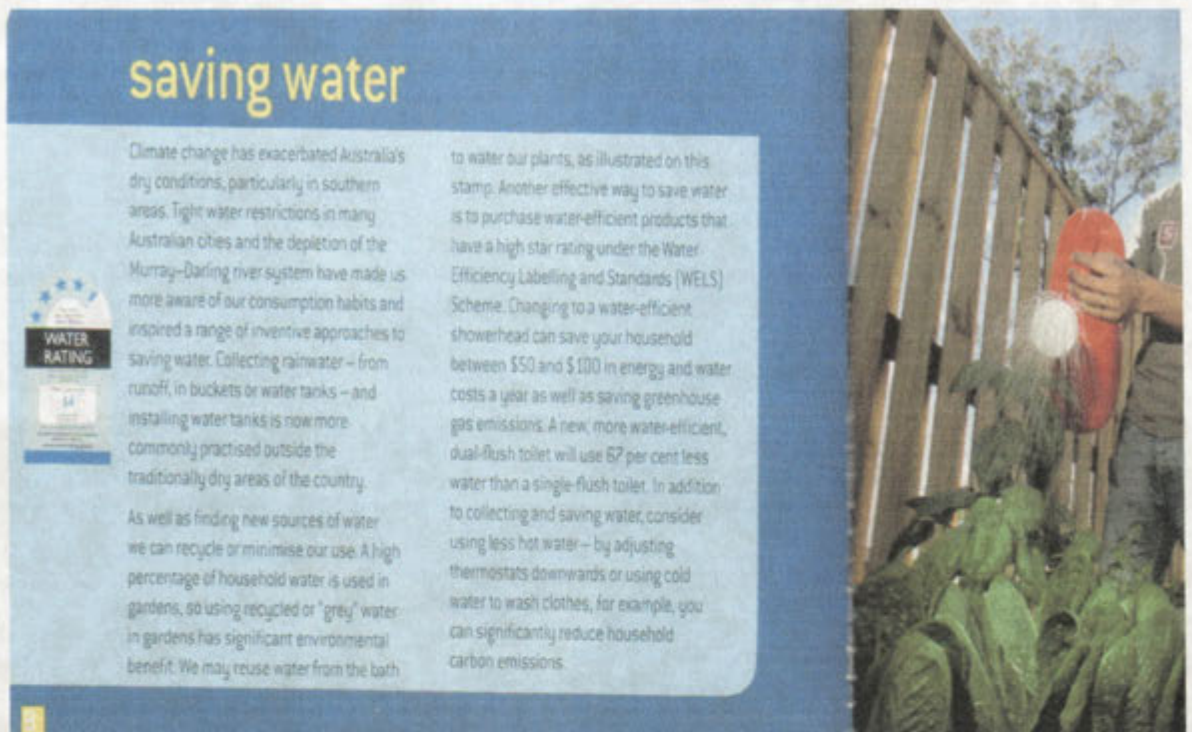 saving water
Climate change has exacerbated Australia's
dry conditions, particularly in southern
areas. Tight water restrictions in many
Australian cities and the depletion of the
Murray–Darling river system have made us
more aware of our consumption habits and
inspired a range of inventive approaches to
saving water. Collecting rainwater – from
runoff, in buckets or water tanks – and
installing water tanks is now more
commonly practised outside the
traditionally dry areas of the country.
As well as finding new sources of water
we can recycle or minimise our use. A high
percentage of household water is used in
gardens, so using recycled or "grey" water
in gardens has significant environmental
benefit. We may reuse water from the bath
to water our plants, as illustrated on this
stamp. Another effective way to save water
is to purchase water-efficient products that
have a high star rating under the Water
Efficiency Labelling and Standards (WELS)
Scheme. Changing to a water-efficient
showerhead can save your household
between $50 and $100 in energy and water
costs a year as well as saving greenhouse
gas emissions. A new, more water-efficient,
dual-flush toilet will use 67 per cent less
water than a single-flush toilet. In addition
to collecting and saving water, consider
using less hot water – by adjusting
thermostats downwards or using cold
water to wash clothes, for example, you
can significantly reduce household
carbon emissions.
WATER
RATING